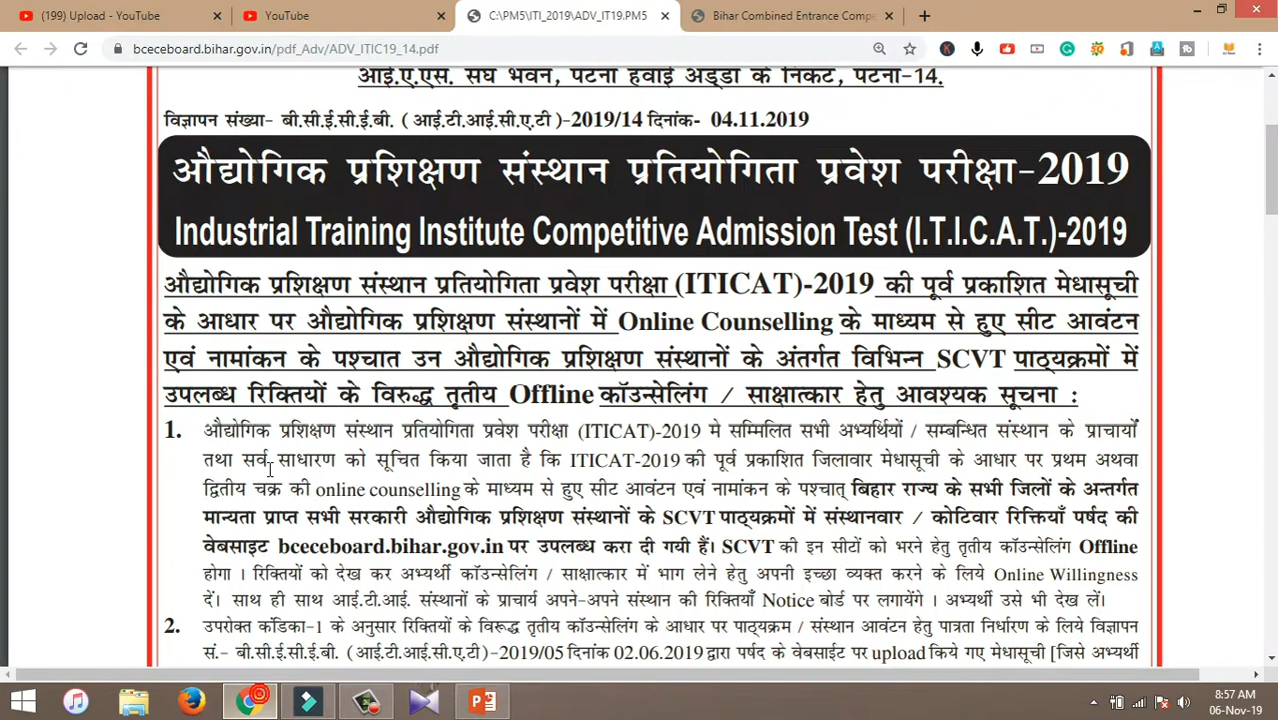 (199) Upload - YouTube
YouTube
C:\PM5\ITI_2019\ADV_IT19.PM5
Bihar Combined Entrance Compe
bceceboard.bihar.gov.in/pdf_Adv/ADV_ITIC19_14.pdf
आई.ए.एस. संघ भवन, पटना हवाई अड्डा के निकट, पटना-14.
विज्ञापन संख्या- बी.सी.ई.सी.ई.बी. ( आई.टी.आई.सी.ए.टी )-2019/14 दिनांक- 04.11.2019
औद्योगिक प्रशिक्षण संस्थान प्रतियोगिता प्रवेश परीक्षा-2019
Industrial Training Institute Competitive Admission Test (I.T.I.C.A.T.)-2019
औद्योगिक प्रशिक्षण संस्थान प्रतियोगिता प्रवेश परीक्षा (ITICAT)-2019 की पूर्व प्रकाशित मेधासूची
के आधार पर औद्योगिक प्रशिक्षण संस्थानों में Online Counselling के माध्यम से हुए सीट आवंटन
एवं नामांकन के पश्चात उन औद्योगिक प्रशिक्षण संस्थानों के अंतर्गत विभिन्न SCVT पाठ्यक्रमों में
उपलब्ध रिक्तियों के विरुद्ध तृतीय Offline कॉउन्सेलिंग / साक्षात्कार हेतु आवश्यक सूचना :
1. औद्योगिक प्रशिक्षण संस्थान प्रतियोगिता प्रवेश परीक्षा (ITICAT)-2019 मे सम्मिलित सभी अभ्यर्थियों / सम्बन्धित संस्थान के प्राचार्यों
तथा सर्व साधारण को सूचित किया जाता है कि ITICAT-2019 की पूर्व प्रकाशित जिलावार मेधासूची के आधार पर प्रथम अथवा
द्वितीय चक्र की online counselling के माध्यम से हुए सीट आवंटन एवं नामांकन के पश्चात् बिहार राज्य के सभी जिलों के अन्तर्गत
मान्यता प्राप्त सभी सरकारी औद्योगिक प्रशिक्षण संस्थानों के SCVT पाठ्यक्रमों में संस्थानवार / कोटिवार रिक्तियाँ पर्षद की
वेबसाइट bceceboard.bihar.gov.in पर उपलब्ध करा दी गयी हैं। SCVT की इन सीटों को भरने हेतु तृतीय कॉउन्सेलिंग Offline
होगा । रिक्तियों को देख कर अभ्यर्थी कॉउन्सेलिंग / साक्षात्कार में भाग लेने हेतु अपनी इच्छा व्यक्त करने के लिये Online Willingness
दें। साथ ही साथ आई.टी.आई. संस्थानों के प्राचार्य अपने-अपने संस्थान की रिक्तियाँ Notice बोर्ड पर लगायेंगे । अभ्यर्थी उसे भी देख लें।
2. उपरोक्त कंडिका-1 के अनुसार रिक्तियों के विरूद्ध तृतीय कॉउन्सेलिंग के आधार पर पाठ्यक्रम / संस्थान आवंटन हेतु पात्रता निर्धारण के लिये विज्ञापन
सं.- बी.सी.ई.सी.ई.बी. (आई.टी.आई.सी.ए.टी)-2019/05 दिनांक 02.06.2019 द्वारा पर्षद के वेबसाईट पर upload किये गए मेधासूची [जिसे अभ्यर्थी
8:57 AM
06-Nov-19